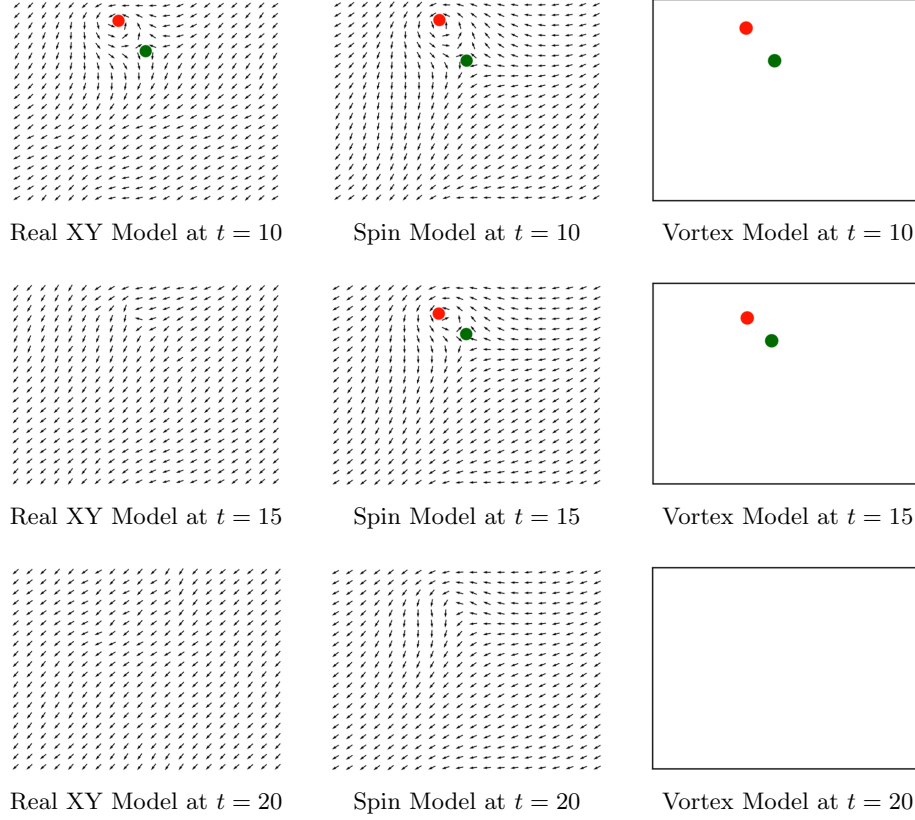 Real XY Model at t = 10
Spin Model at t = 10
Vortex Model at t = 10
Real XY Model at t = 15
Spin Model at t = 15
Vortex Model at t = 15
Real XY Model at t = 20
Spin Model at t = 20
Vortex Model at t = 20